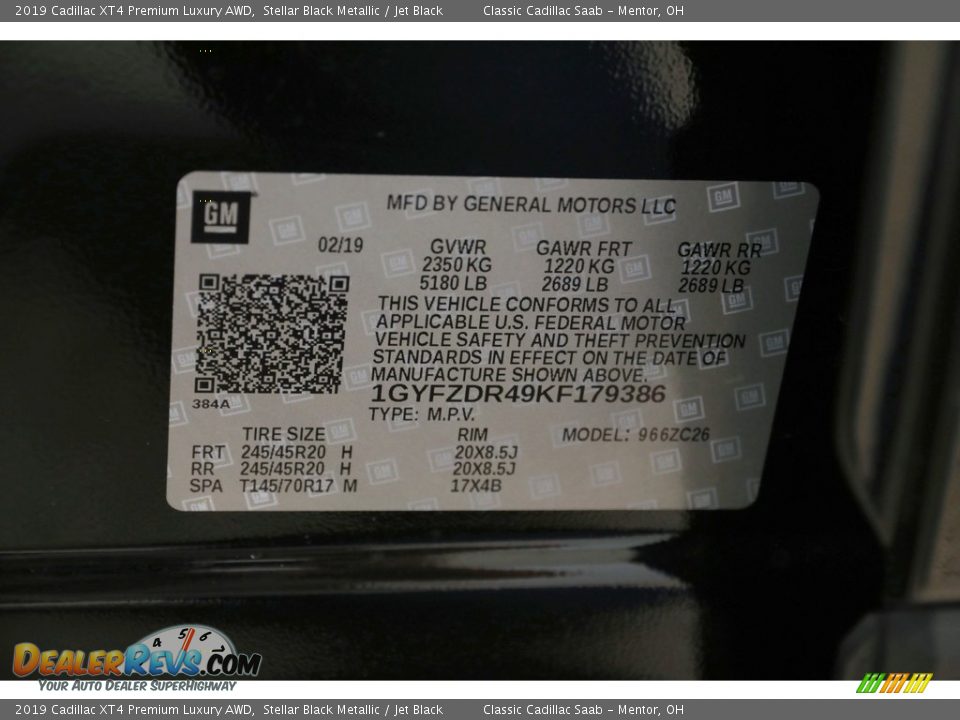 2019 Cadillac XT4 Premium Luxury AWD, Stellar Black Metallic / Jet Black Classic Cadillac Saab - Mentor, OH
GM
MFD BY GENERAL MOTORS LLC
02/19 GVWR GAWR FRT GAWR RR
2350 KG 1220 KG 1220 KG
5180 LB 2689 LB 2689 LB
THIS VEHICLE CONFORMS TO ALL
APPLICABLE U.S. FEDERAL MOTOR
VEHICLE SAFETY AND THEFT PREVENTION
STANDARDS IN EFFECT ON THE DATE OF
MANUFACTURE SHOWN ABOVE.
384A
1GYFZDR49KF179386
TYPE: M.P.V.
TIRE SIZE RIM MODEL: 966ZC26
FRT 245/45R20 H 20X8.5J
RR 245/45R20 H 20X8.5J
SPA T145/70R17 M 17X4B
4 5 6
DEALERREVS.COM
YOUR AUTO DEALER SUPERHIGHWAY
2019 Cadillac XT4 Premium Luxury AWD, Stellar Black Metallic / Jet Black Classic Cadillac Saab - Mentor, OH